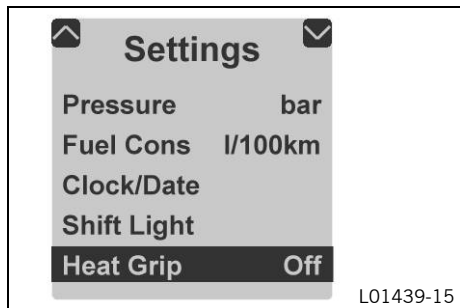 Settings
Pressure bar
Fuel Cons l/100km
Clock/Date
Shift Light
Heat Grip Off
L01439-15